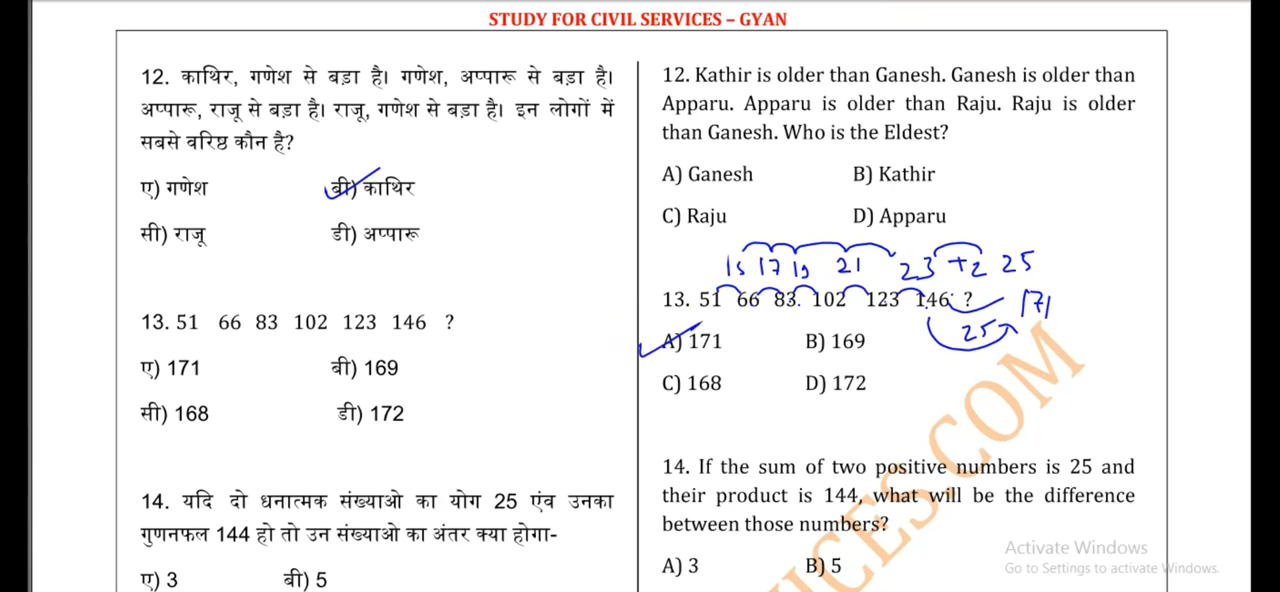 STUDY FOR CIVIL SERVICES – GYAN
12. काथिर, गणेश से बड़ा है। गणेश, अप्पारू से बड़ा है।
अप्पारू, राजू से बड़ा है। राजू, गणेश से बड़ा है। इन लोगों में
सबसे वरिष्ठ कौन है?
ए) गणेश बी) काथिर
सी) राजू डी) अप्पारू
13. 51 66 83 102 123 146 ?
ए) 171 बी) 169
सी) 168 डी) 172
14. यदि दो धनात्मक संख्याओ का योग 25 एंव उनका
गुणनफल 144 हो तो उन संख्याओ का अंतर क्या होगा-
ए) 3 बी) 5
12. Kathir is older than Ganesh. Ganesh is older than
Apparu. Apparu is older than Raju. Raju is older
than Ganesh. Who is the Eldest?
A) Ganesh B) Kathir
C) Raju D) Apparu
15 17 19 21 23 +2 25
13. 51 66 83. 102 123 146 ? 171
25
A) 171 B) 169
C) 168 D) 172
14. If the sum of two positive numbers is 25 and
their product is 144, what will be the difference
between those numbers?
A) 3 B) 5
ICES.COM
Activate Windows
Go to Settings to activate Windows.